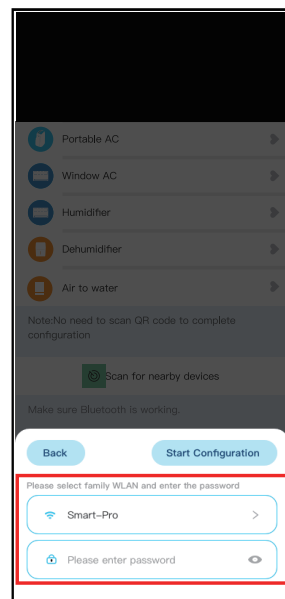 Portable AC
Window AC
Humidifier
Dehumidifier
Air to water
Note:No need to scan QR code to complete
configuration
Scan for nearby devices
Make sure Bluetooth is working.
Back
Start Configuration
Please select family WLAN and enter the password
Smart-Pro
Please enter password